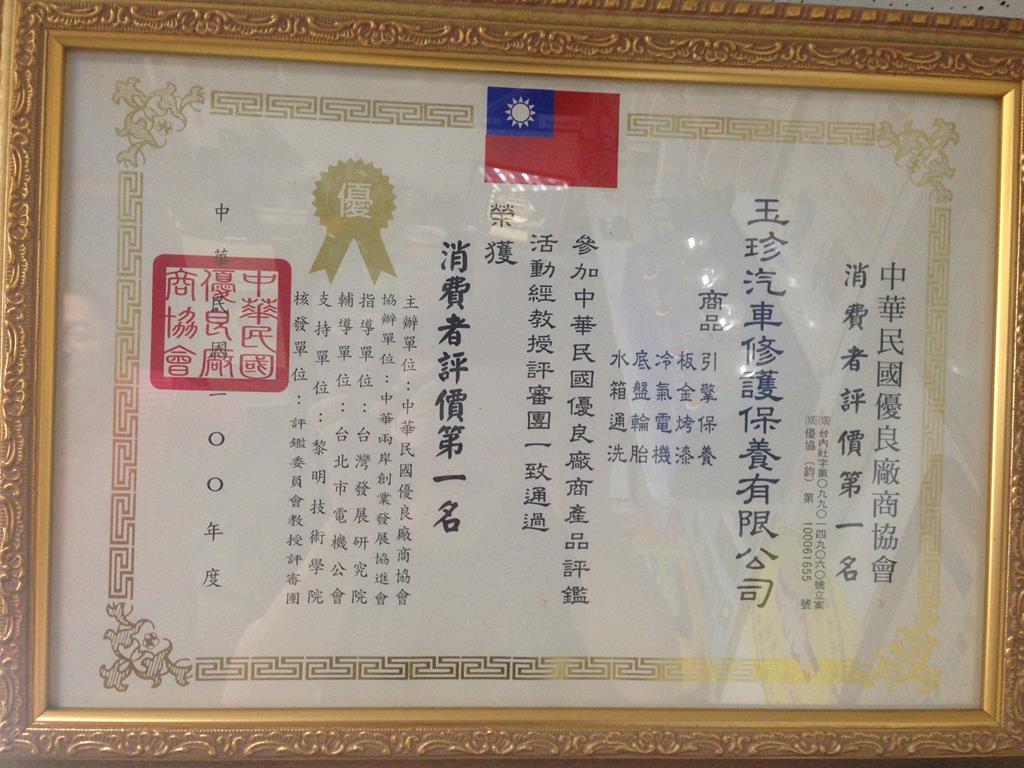 中華民國優良廠商協會
消費者評價第一名
(100)台內社字第〇九九〇一四九〇六〇號立案
(100)優協(鈞)第 10061655 號
玉珍汽車修護保養有限公司
商品
引擎保養
板金烤漆
冷氣電機
底盤輪胎
水箱通洗
參加中華民國優良廠商產品評鑑
活動經教授評審團一致通過
榮獲
消費者評價第一名
主辦單位：中華民國優良廠商協會
協辦單位：中華兩岸創業發展協進會
指導單位：台灣發展研究院
輔導單位：台北市電機公會
支持單位：黎明技術學院
核發單位：評鑑委員會教授評審團
優
中華民國一〇〇年度
中華民國
優良廠
商協會